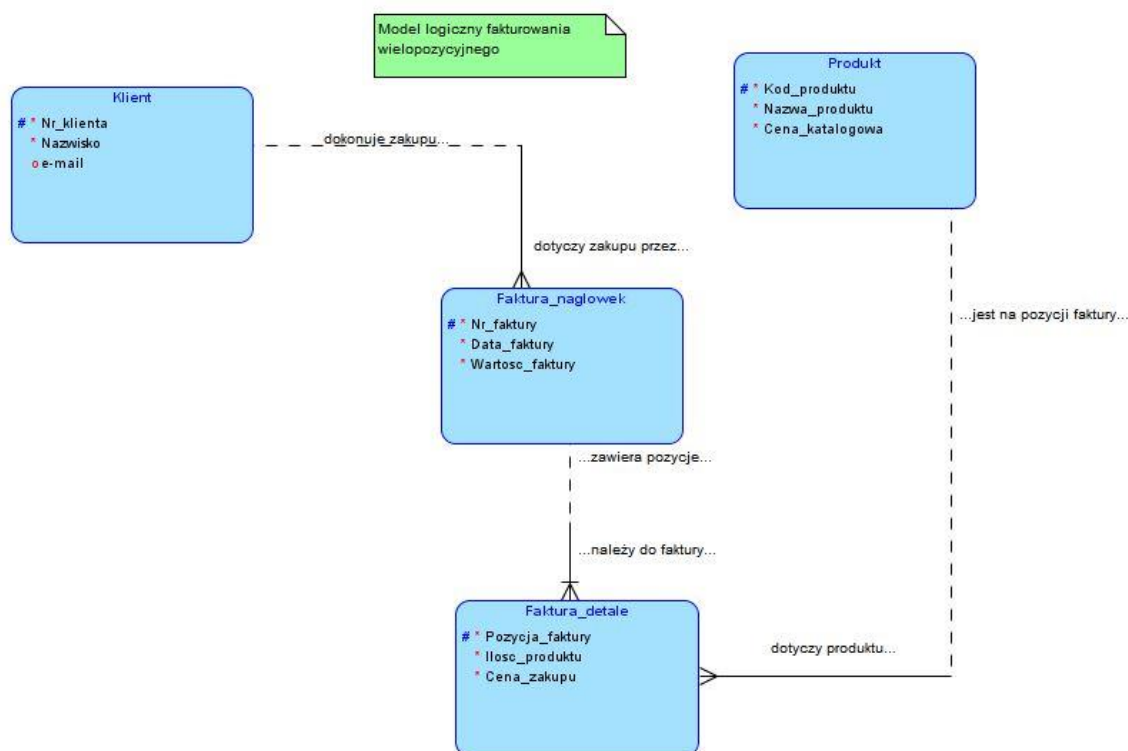 Model logiczny fakturowania
wielopozycyjnego
Klient
# * Nr_klienta
* Nazwisko
o e-mail
dokonuje zakupu...
Produkt
# * Kod_produktu
* Nazwa_produktu
* Cena_katalogowa
dotyczy zakupu przez...
Faktura_naglowek
# * Nr_faktury
* Data_faktury
* Wartosc_faktury
...jest na pozycji faktury...
...zawiera pozycje...
...należy do faktury...
Faktura_detale
# * Pozycja_faktury
* Ilosc_produktu
* Cena_zakupu
dotyczy produktu...